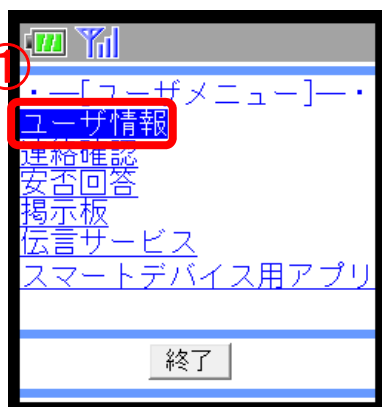 ①
・―[ユーザメニュー]―・
ユーザ情報
連絡確認
安否回答
掲示板
伝言サービス
スマートデバイス用アプリ
終了